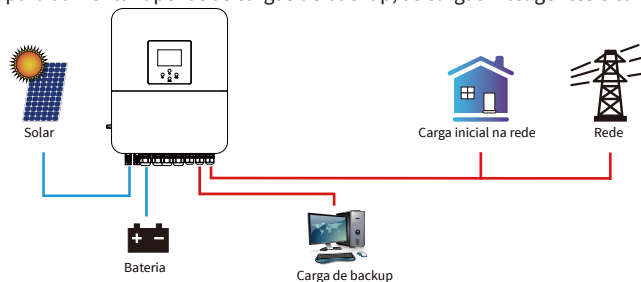 Solar
Carga inicial na rede
Rede
Bateria
Carga de backup